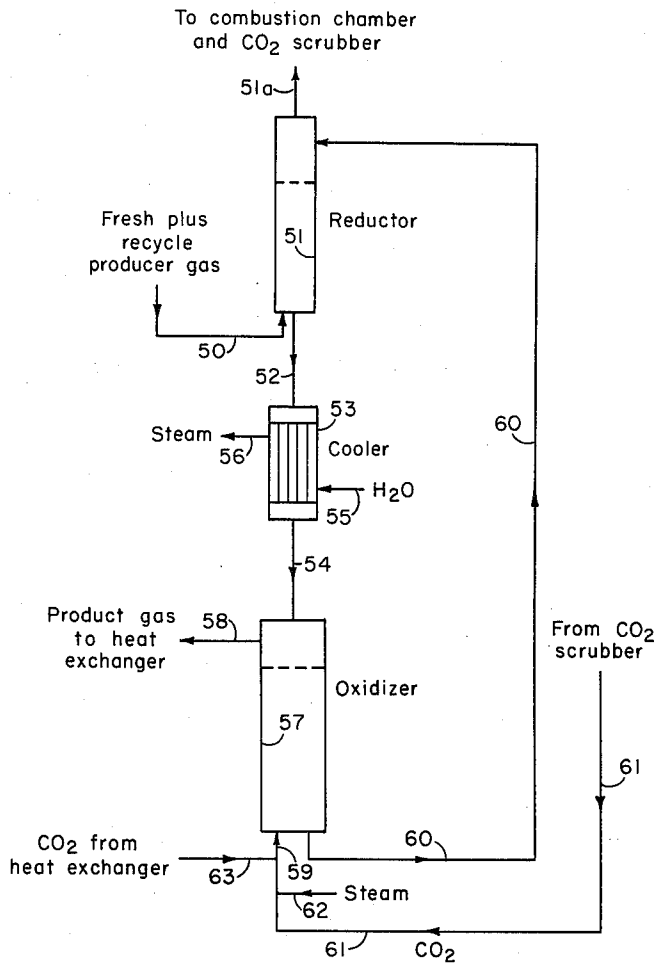 To combustion chamber
and CO2 scrubber
51a
Fresh plus
recycle
producer gas
51
Reductor
50
52
53
Steam
56
Cooler
H2O
55
60
54
Product gas
to heat
exchanger
58
From CO2
scrubber
Oxidizer
57
61
CO2 from
heat exchanger
63
59
60
Steam
62
61
CO2